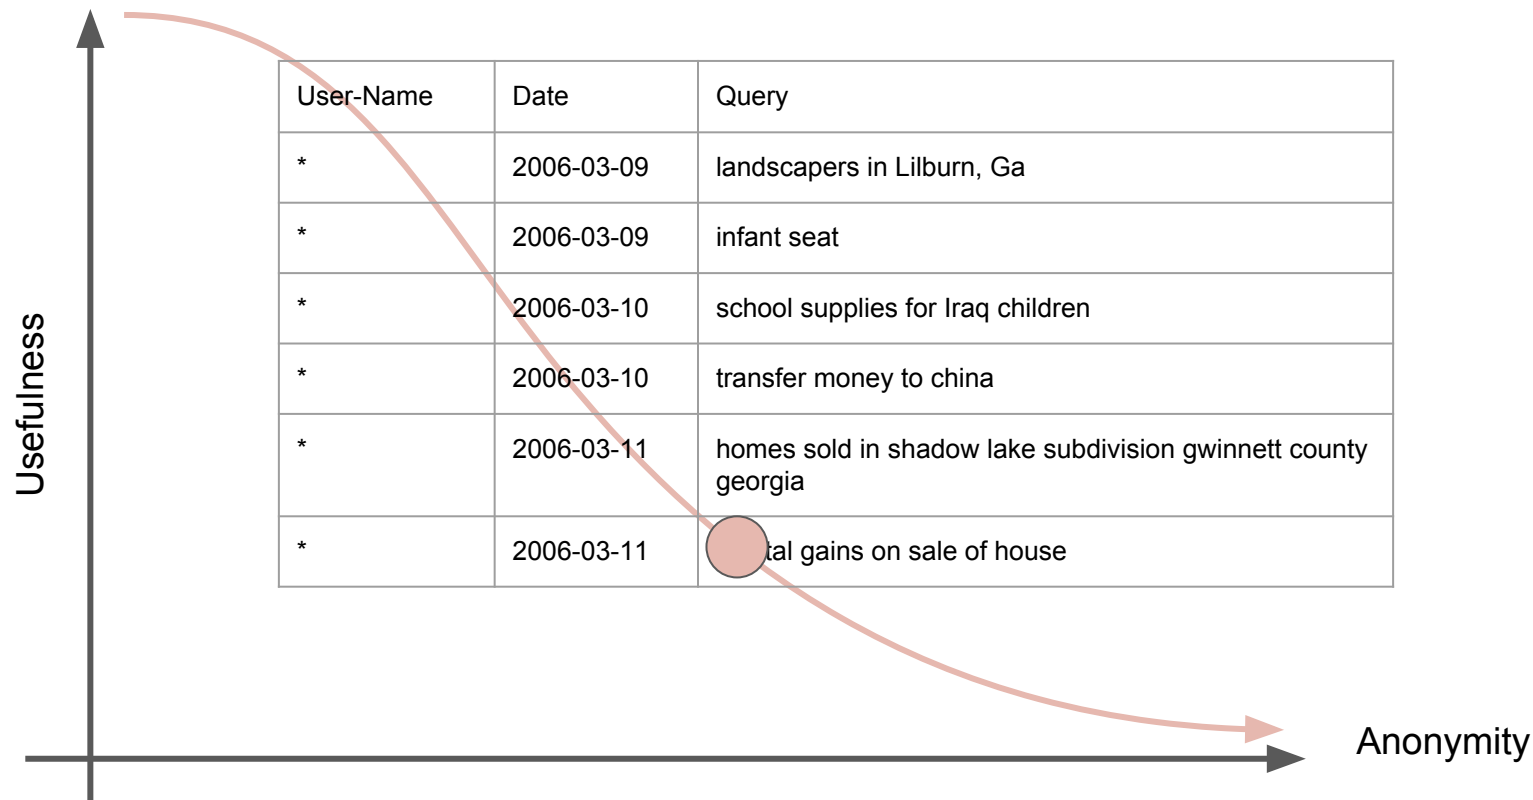 User-Name Date Query
* 2006-03-09 landscapers in Lilburn, Ga
* 2006-03-09 infant seat
* 2006-03-10 school supplies for Iraq children
* 2006-03-10 transfer money to china
* 2006-03-11 homes sold in shadow lake subdivision gwinnett county
georgia
* 2006-03-11 tal gains on sale of house
Usefulness
Anonymity